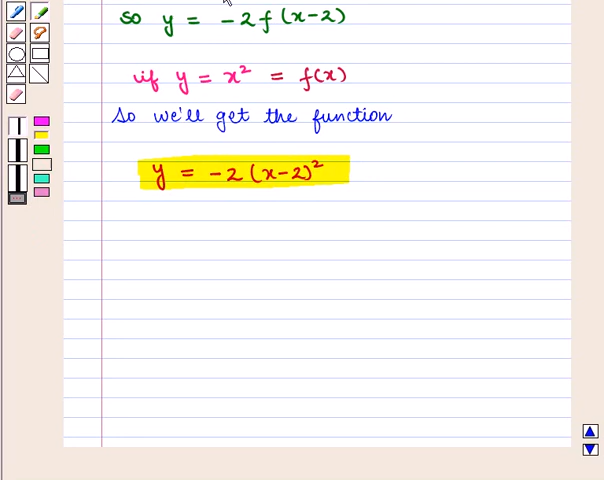 so y = -2f(x-2)
if y = x² = f(x)
So we'll get the function
y = -2(x-2)²